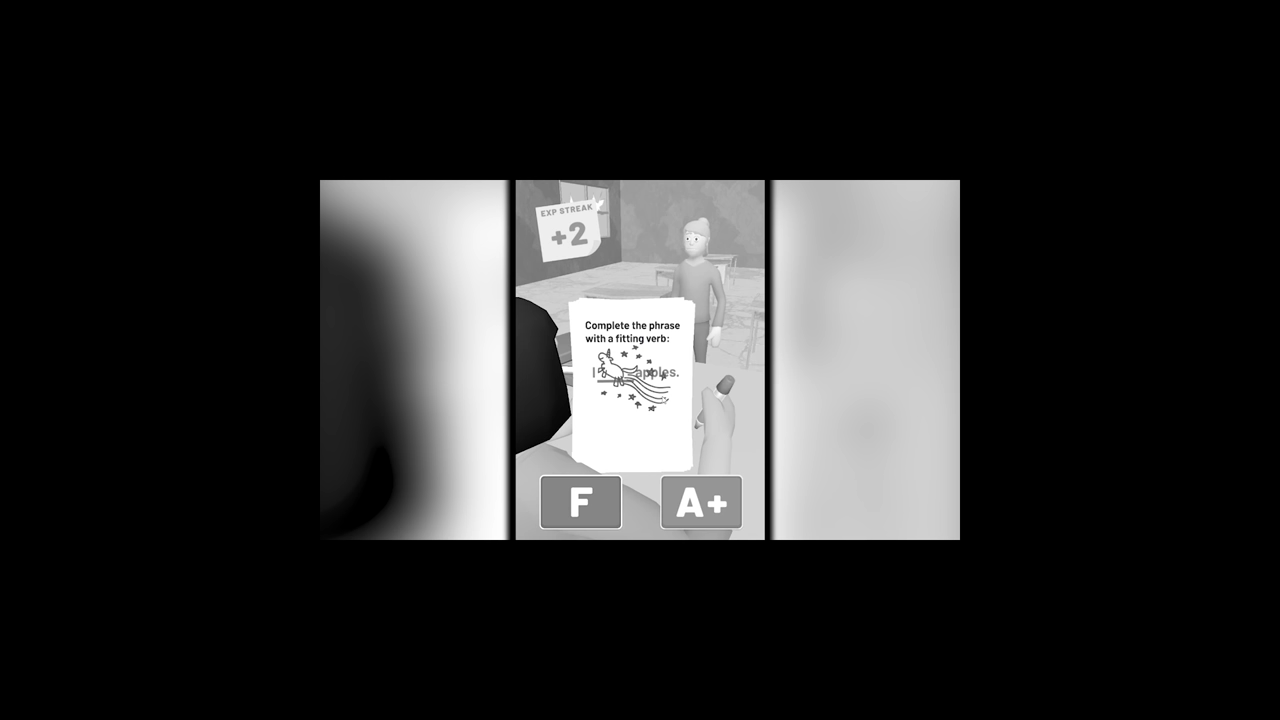 EXP STREAK
+2
Complete the phrase
with a fitting verb:
I apples.
F
A+